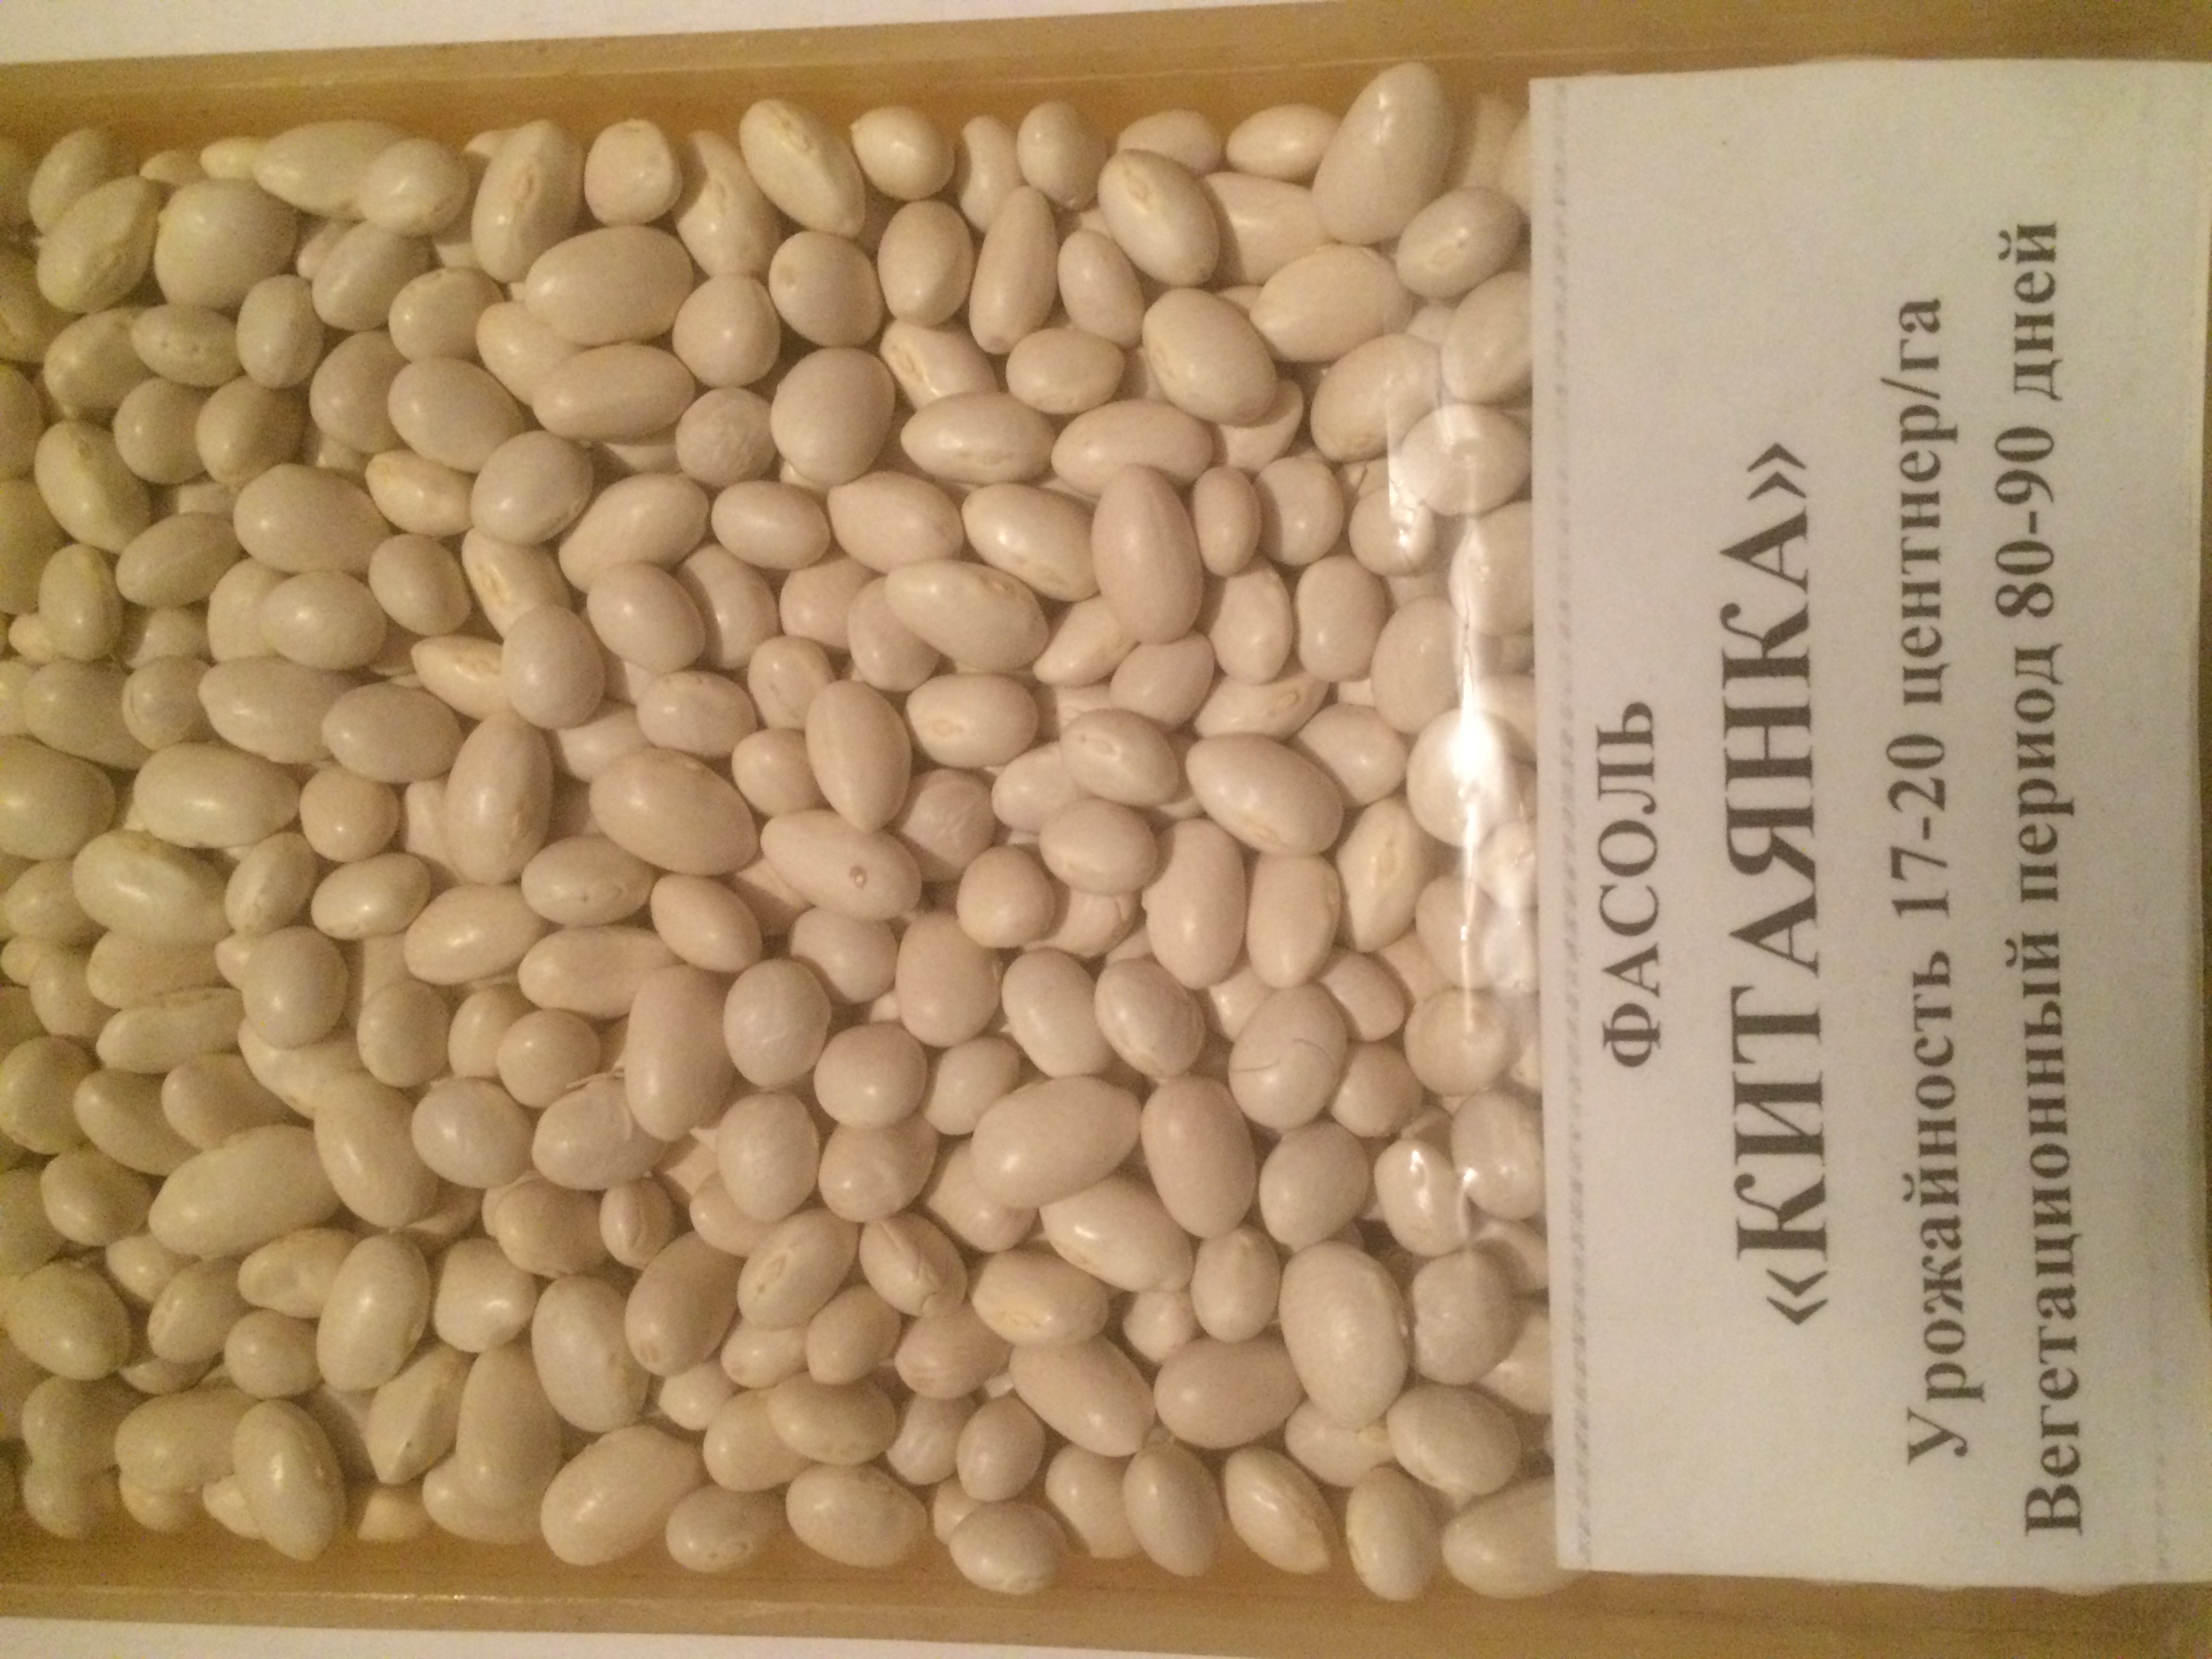 ФАСОЛЬ
«КИТАЯНКА»
Урожайность 17-20 центнер/га
Вегетационный период 80-90 дней